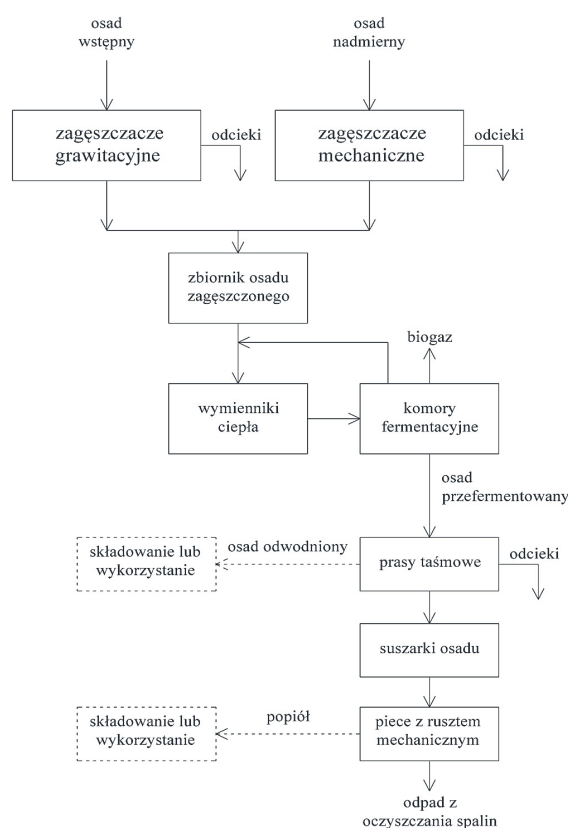 osad
wstępny
osad
nadmierny
zagęszczacze
grawitacyjne
odcieki
zagęszczacze
mechaniczne
odcieki
zbiornik osadu
zagęszczonego
biogaz
wymienniki
ciepła
komory
fermentacyjne
osad
przefermentowany
składowanie lub
wykorzystanie
osad odwodniony
prasy taśmowe
odcieki
suszarki osadu
składowanie lub
wykorzystanie
popiół
piece z rusztem
mechanicznym
odpad z
oczyszczania spalin